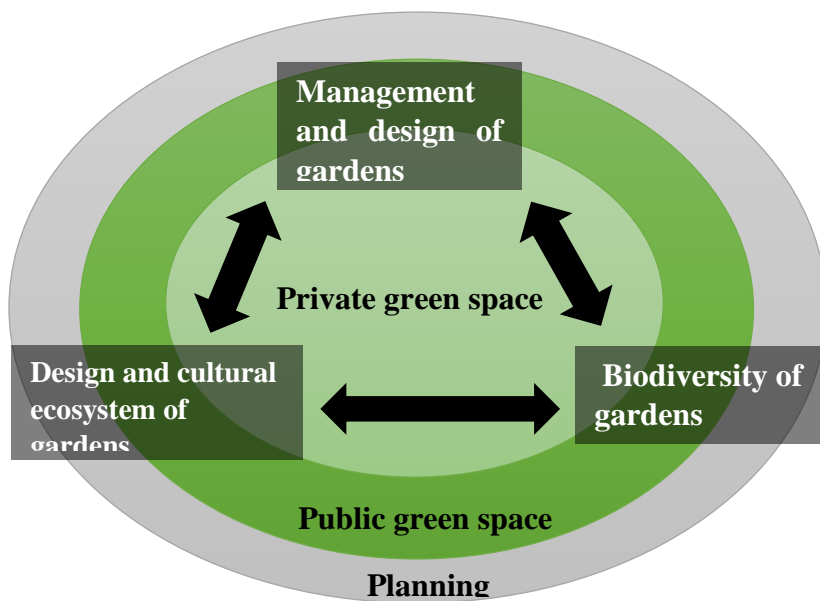 Management
and design of
gardens
Private green space
Design and cultural
ecosystem of
gardens
Biodiversity of
gardens
Public green space
Planning